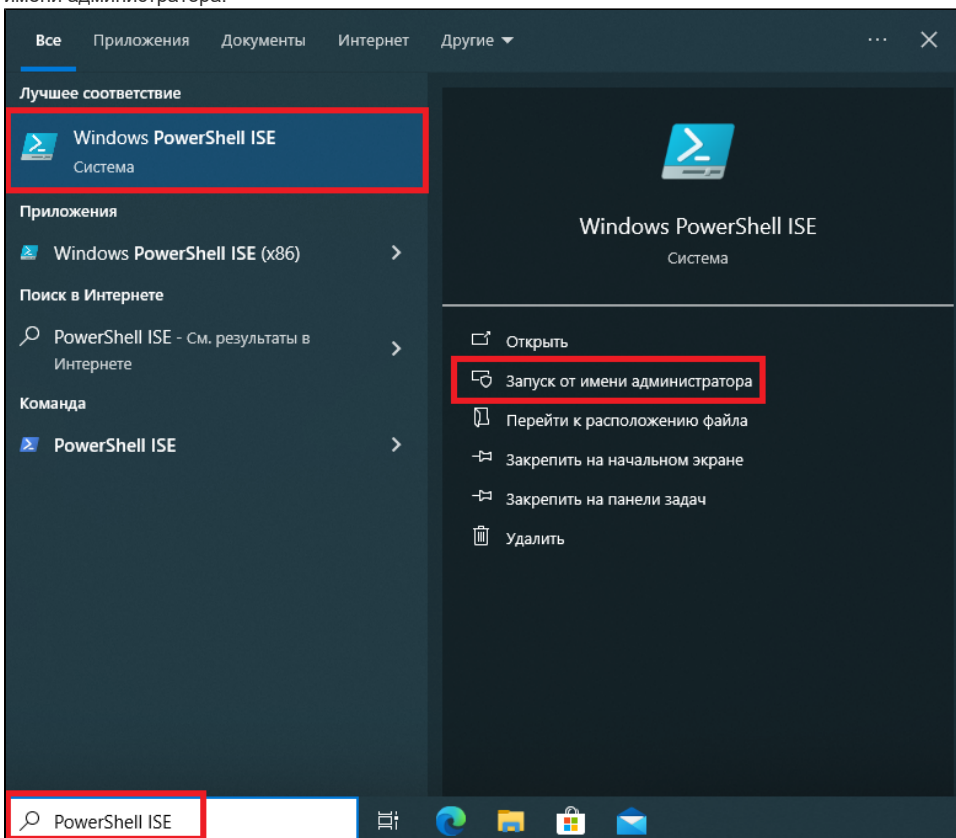 имени администратора.
Все Приложения Документы Интернет Другие
Лучшее соответствие
Windows PowerShell ISE
Система
Приложения
Windows PowerShell ISE (x86)
Поиск в Интернете
PowerShell ISE - См. результаты в
Интернете
Команда
PowerShell ISE
Windows PowerShell ISE
Система
Открыть
Запуск от имени администратора
Перейти к расположению файла
Закрепить на начальном экране
Закрепить на панели задач
Удалить
PowerShell ISE